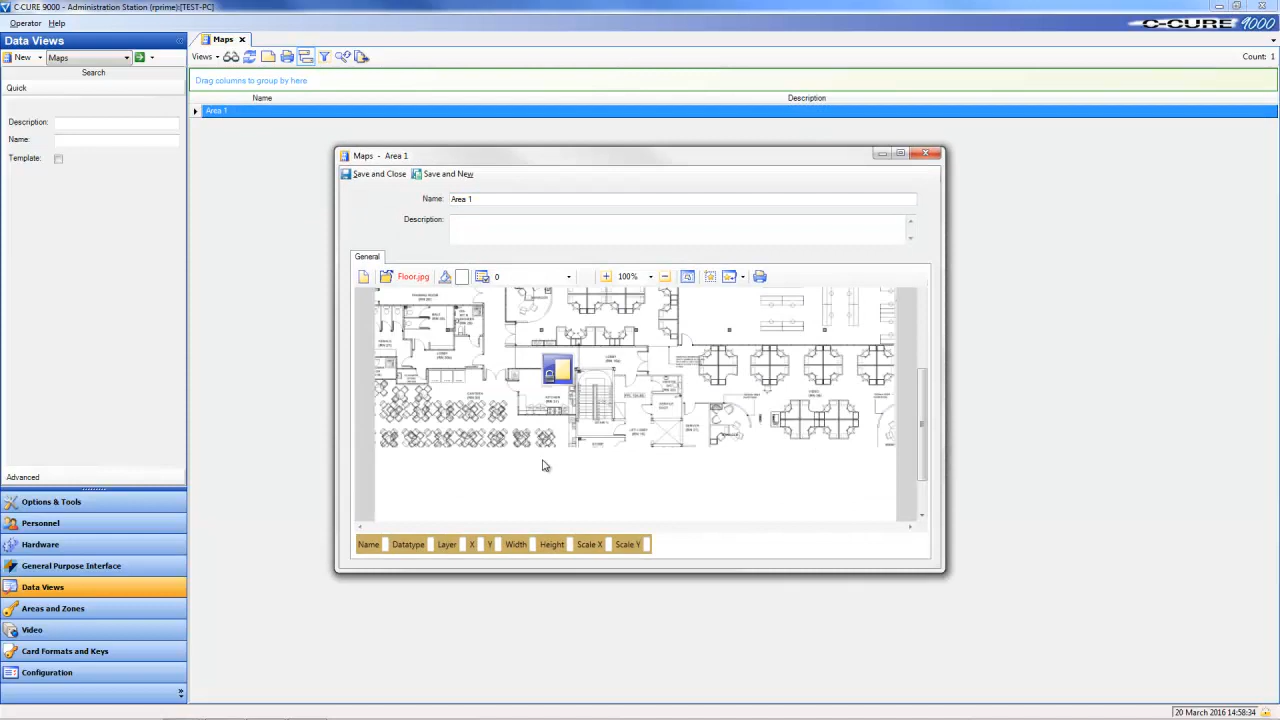 C-CURE 9000 - Administration Station (rprime):[TEST-PC]
Operator Help
C•CURE 9000
Data Views
Maps
New Maps
Views
Count: 1
Search
Quick
Drag columns to group by here
Name Description
Area 1
Description:
Name:
Template:
Maps - Area 1
Save and Close Save and New
Name: Area 1
Description:
General
Floor.jpg 0 100%
Name Datatype Layer X Y Width Height Scale X Scale Y
Advanced
Options & Tools
Personnel
Hardware
General Purpose Interface
Data Views
Areas and Zones
Video
Card Formats and Keys
Configuration
20 March 2016 14:58:34